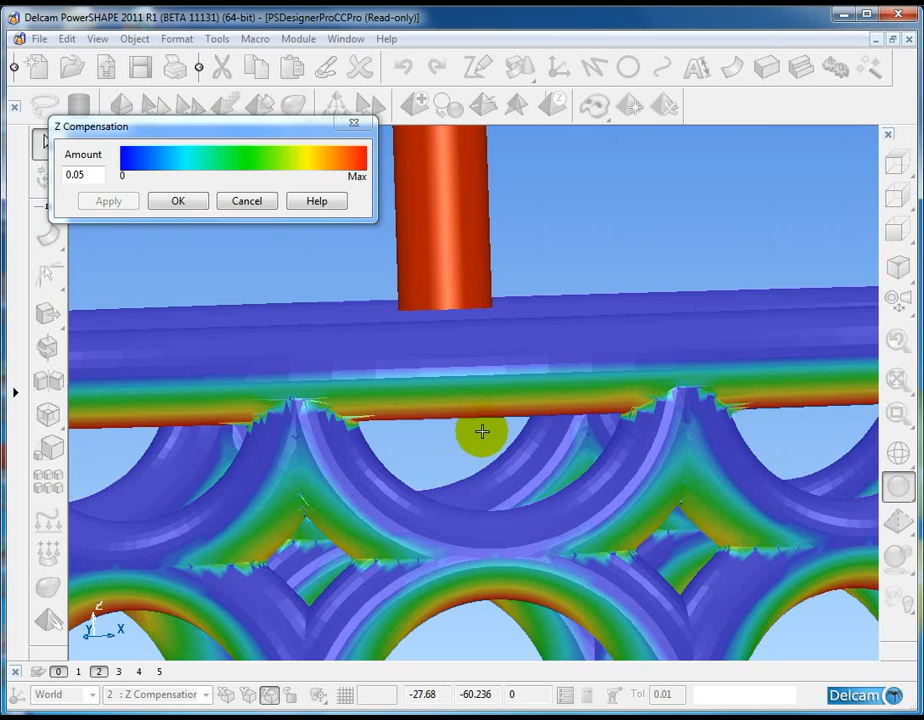 Delcam PowerSHAPE 2011 R1 (BETA 11131) (64-bit) - [PSDesignerProCCPro (Read-only)]
File Edit View Object Format Tools Macro Module Window Help
Z Compensation
Amount
0.05
0 Max
Apply OK Cancel Help
Z
Y X
0 1 2 3 4 5
World 2 : Z Compensation -27.68 -60.236 0 Tol 0.01 Delcam